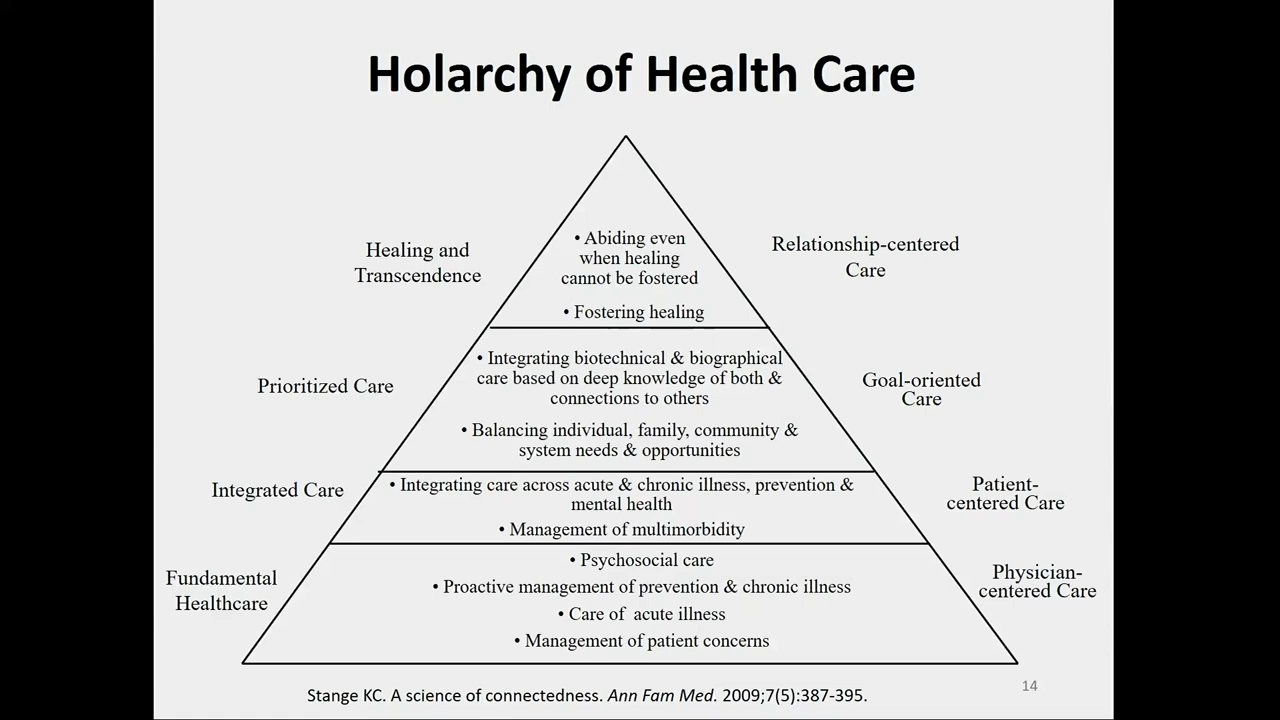 Holarchy of Health Care
Healing and
Transcendence
• Abiding even
when healing
cannot be fostered
• Fostering healing
Relationship-centered
Care
Prioritized Care
• Integrating biotechnical & biographical
care based on deep knowledge of both &
connections to others
• Balancing individual, family, community &
system needs & opportunities
Goal-oriented
Care
Integrated Care
• Integrating care across acute & chronic illness, prevention &
mental health
• Management of multimorbidity
Patient-
centered Care
Fundamental
Healthcare
• Psychosocial care
• Proactive management of prevention & chronic illness
• Care of acute illness
• Management of patient concerns
Physician-
centered Care
Stange KC. A science of connectedness. Ann Fam Med. 2009;7(5):387-395.
14